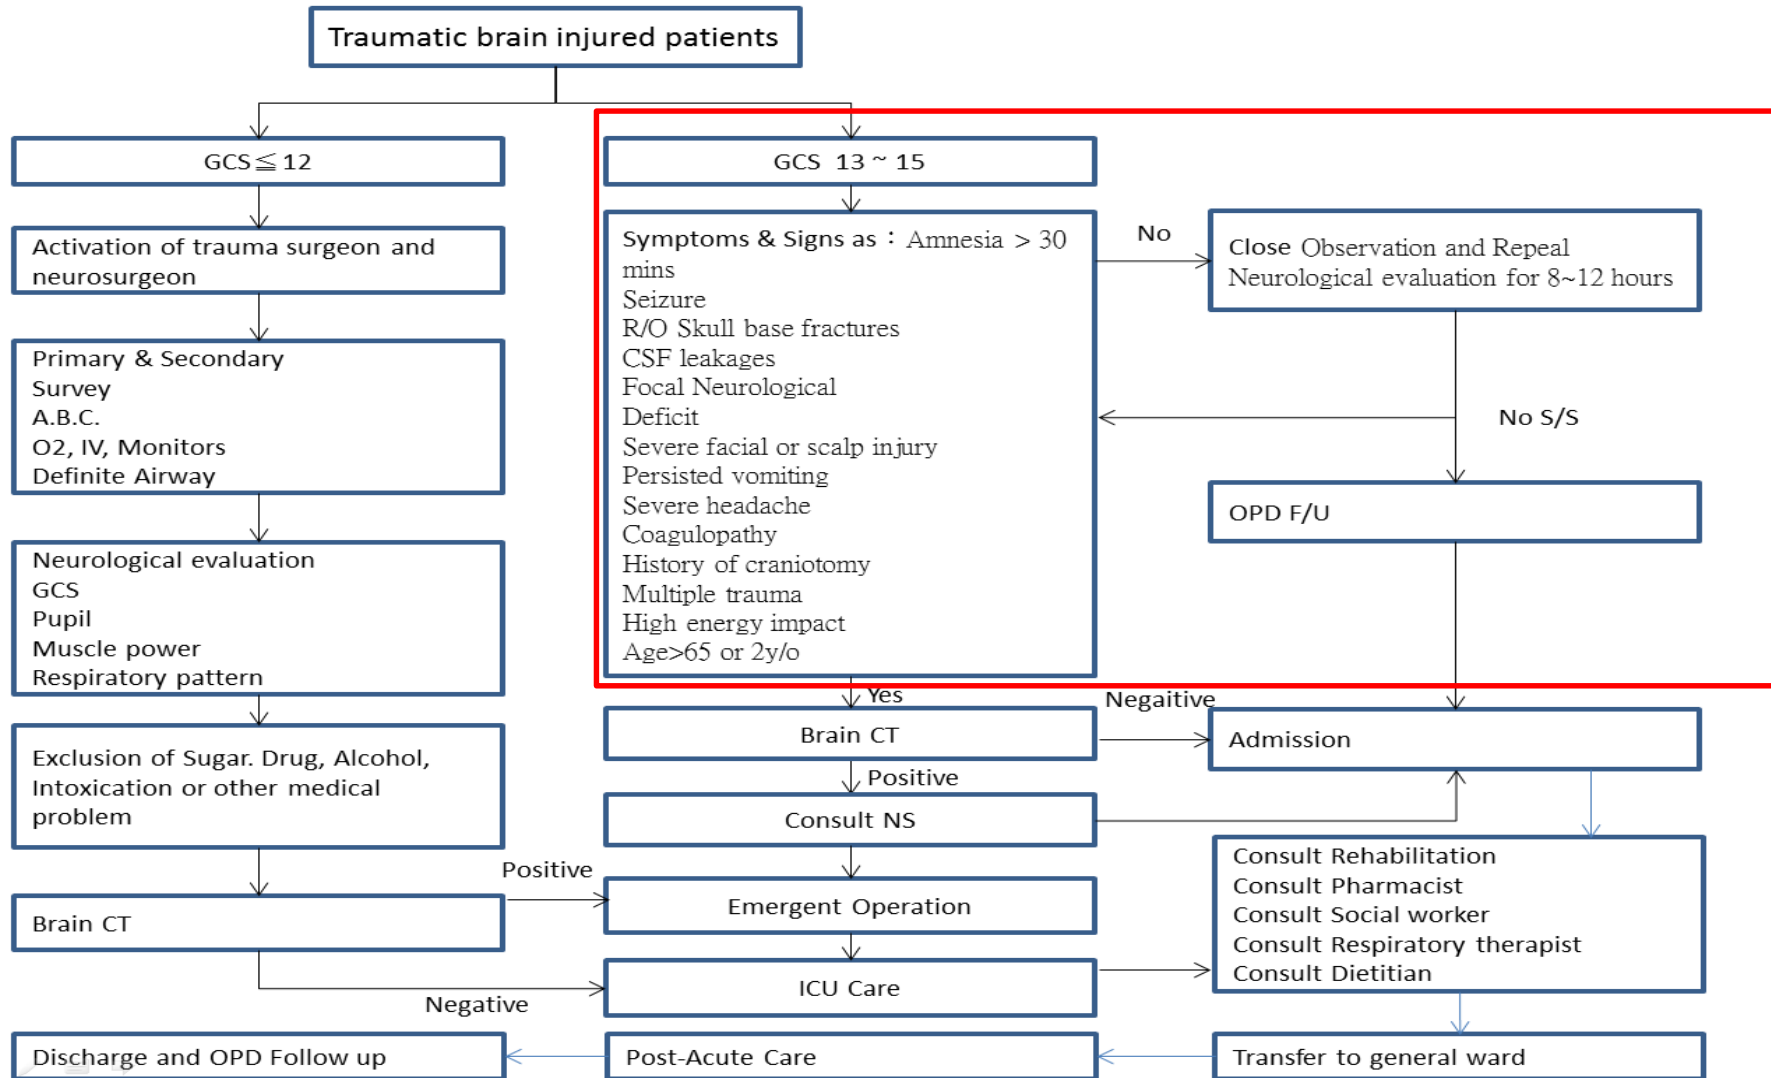 Traumatic brain injured patients
GCS≦12
Activation of trauma surgeon and
neurosurgeon
Primary & Secondary
Survey
A.B.C.
O2, IV, Monitors
Definite Airway
Neurological evaluation
GCS
Pupil
Muscle power
Respiratory pattern
Exclusion of Sugar. Drug, Alcohol,
Intoxication or other medical
problem
Brain CT
Positive
Negative
GCS 13 ~ 15
Symptoms & Signs as：Amnesia > 30
mins
Seizure
R/O Skull base fractures
CSF leakages
Focal Neurological
Deficit
Severe facial or scalp injury
Persisted vomiting
Severe headache
Coagulopathy
History of craniotomy
Multiple trauma
High energy impact
Age>65 or 2y/o
No
Close Observation and Repeal
Neurological evaluation for 8~12 hours
No S/S
OPD F/U
Yes
Negaitive
Brain CT
Admission
Positive
Consult NS
Emergent Operation
ICU Care
Consult Rehabilitation
Consult Pharmacist
Consult Social worker
Consult Respiratory therapist
Consult Dietitian
Transfer to general ward
Post-Acute Care
Discharge and OPD Follow up